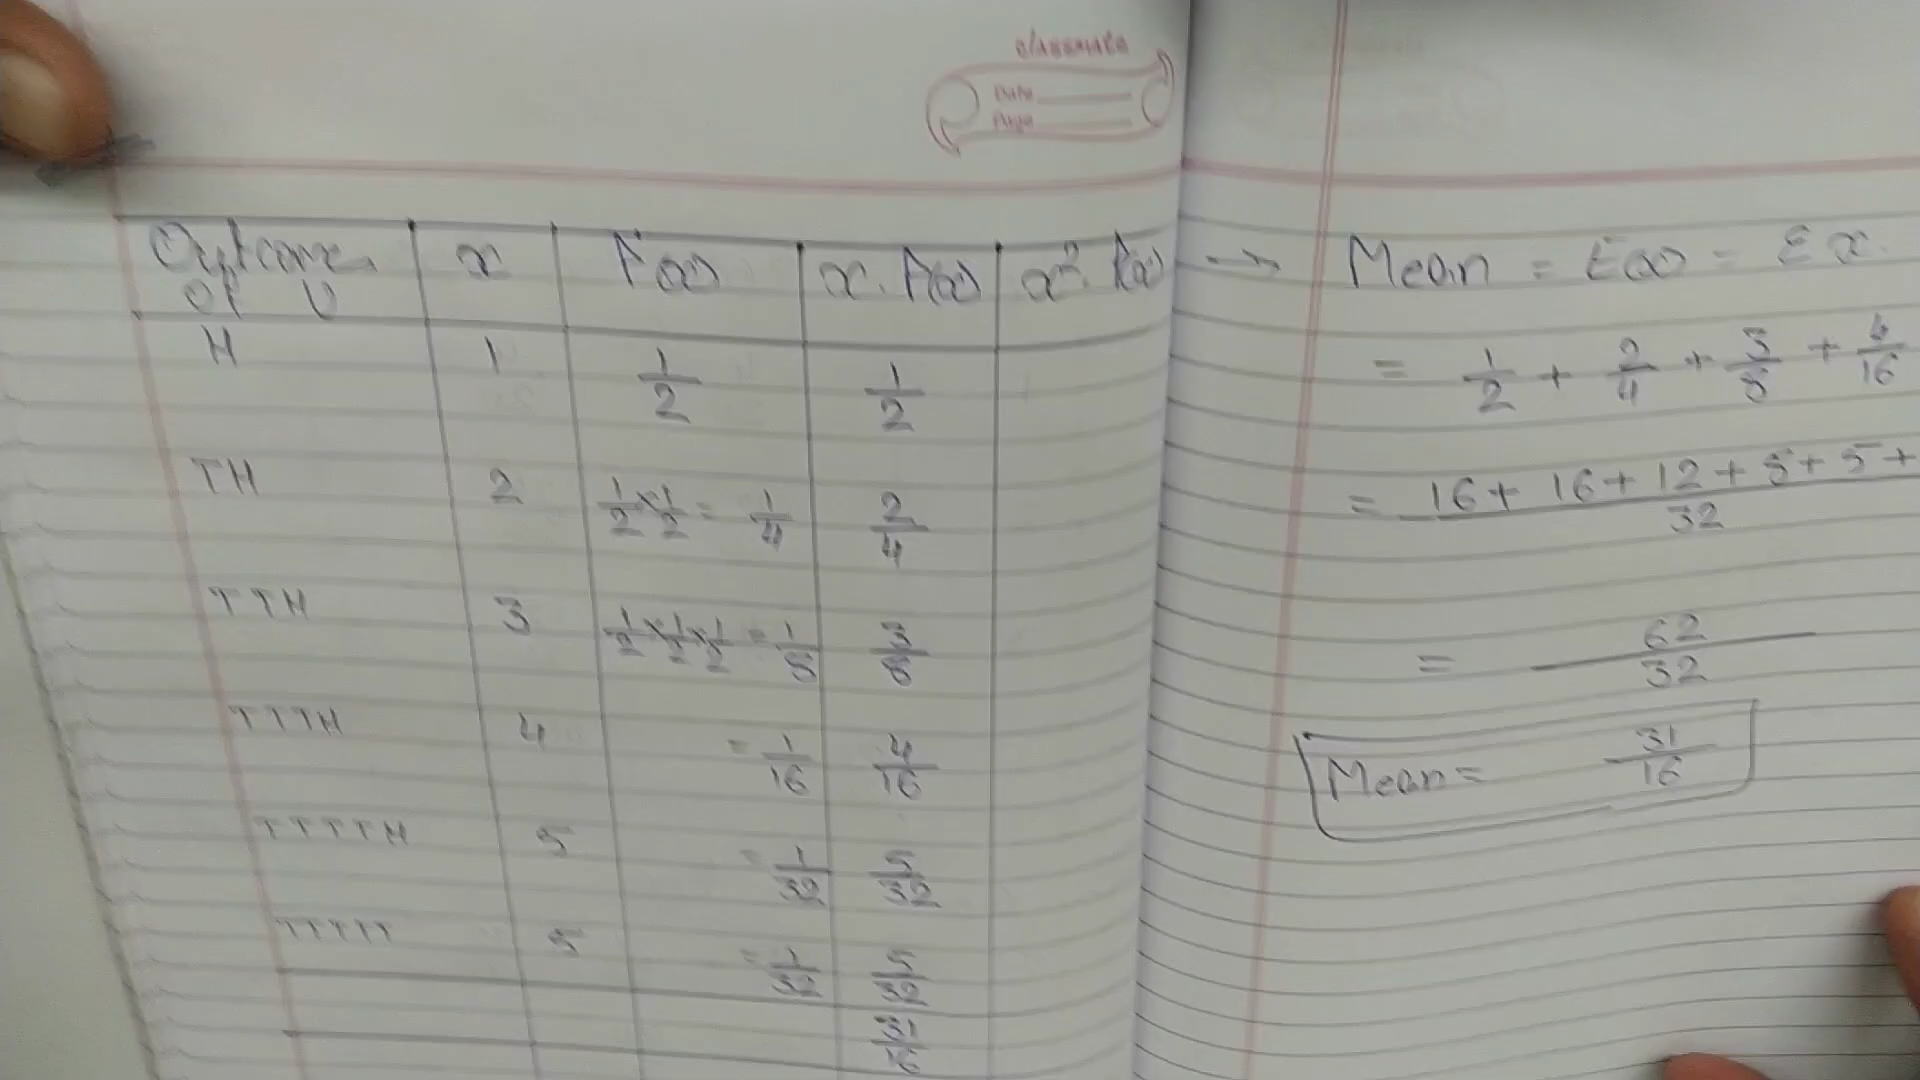 classmate
Date
Page
Outcome of U | x | P(x) | x. P(x) | x². P(x)
H | 1 | 1/2 | 1/2
TH | 2 | 1/2 x 1/2 = 1/4 | 2/4
TTH | 3 | 1/2 x 1/2 x 1/2 = 1/8 | 3/8
TTTH | 4 | = 1/16 | 4/16
TTTTH | 5 | = 1/32 | 5/32
TTTTT | 5 | = 1/32 | 5/32
31/16
→ Mean = E(x) = Σx.
= 1/2 + 2/4 + 3/8 + 4/16
= 16 + 16 + 12 + 8 + 5 + / 32
= 62/32
Mean = 31/16